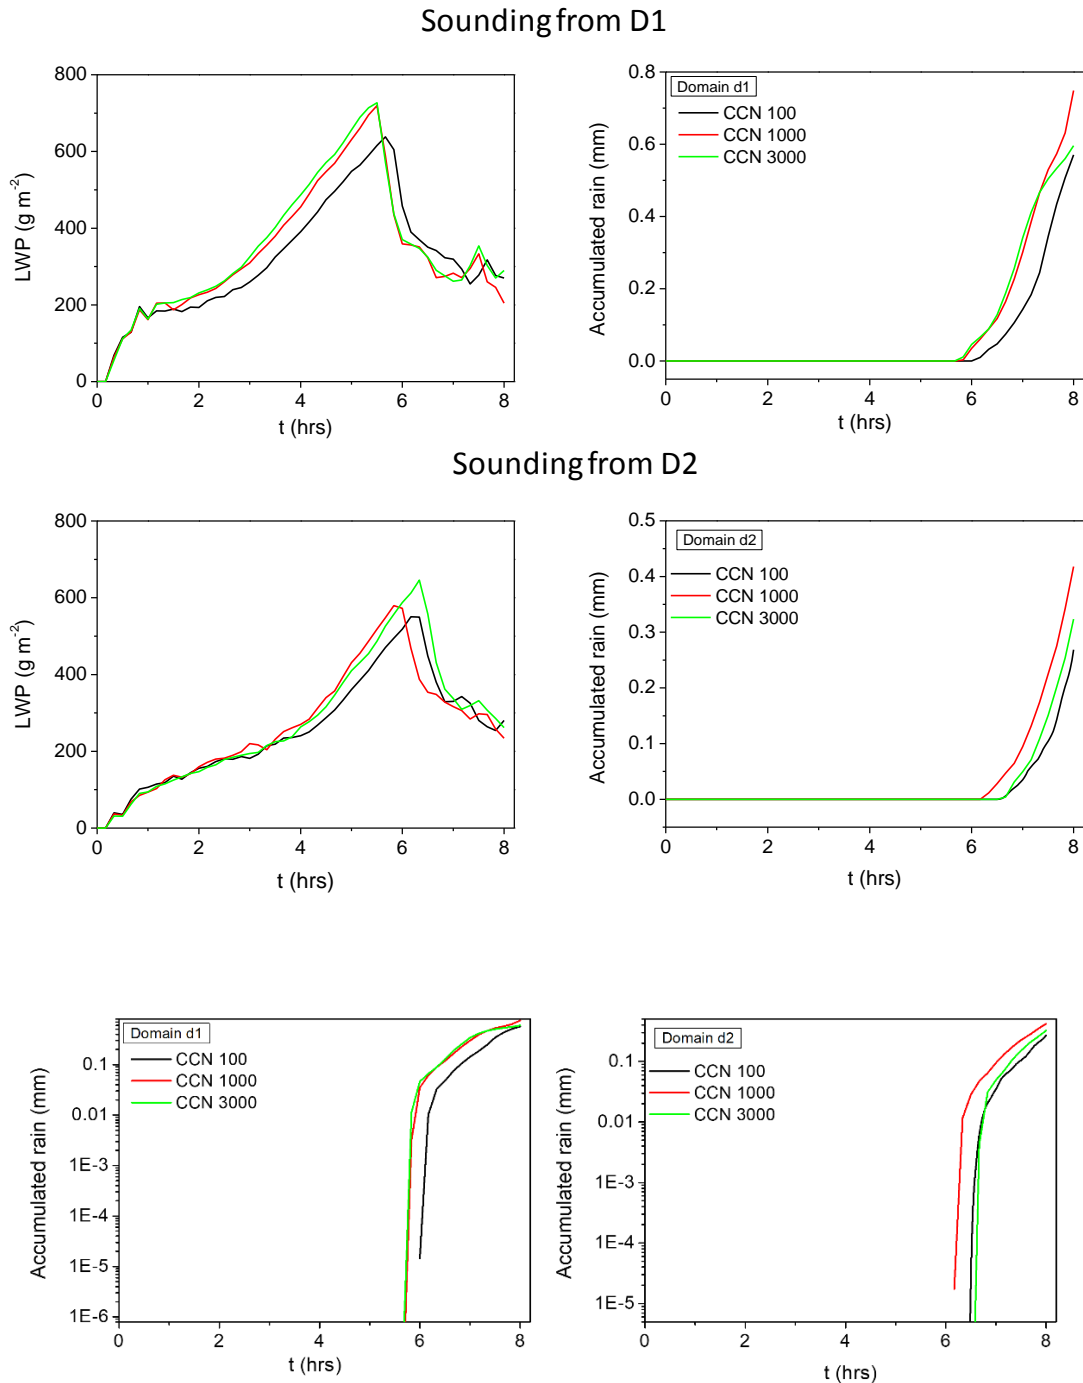 Sounding from D1
800
600
400
200
0
LWP (g m⁻²)
0 2 4 6 8
t (hrs)
0.8
0.6
0.4
0.2
0.0
Accumulated rain (mm)
Domain d1
CCN 100
CCN 1000
CCN 3000
0 2 4 6 8
t (hrs)
Sounding from D2
800
600
400
200
0
LWP (g m⁻²)
0 2 4 6 8
t (hrs)
0.5
0.4
0.3
0.2
0.1
0.0
Accumulated rain (mm)
Domain d2
CCN 100
CCN 1000
CCN 3000
0 2 4 6 8
t (hrs)
Domain d1
CCN 100
CCN 1000
CCN 3000
0.1
0.01
1E-3
1E-4
1E-5
1E-6
Accumulated rain (mm)
0 2 4 6 8
t (hrs)
Domain d2
CCN 100
CCN 1000
CCN 3000
0.1
0.01
1E-3
1E-4
1E-5
Accumulated rain (mm)
0 2 4 6 8
t (hrs)